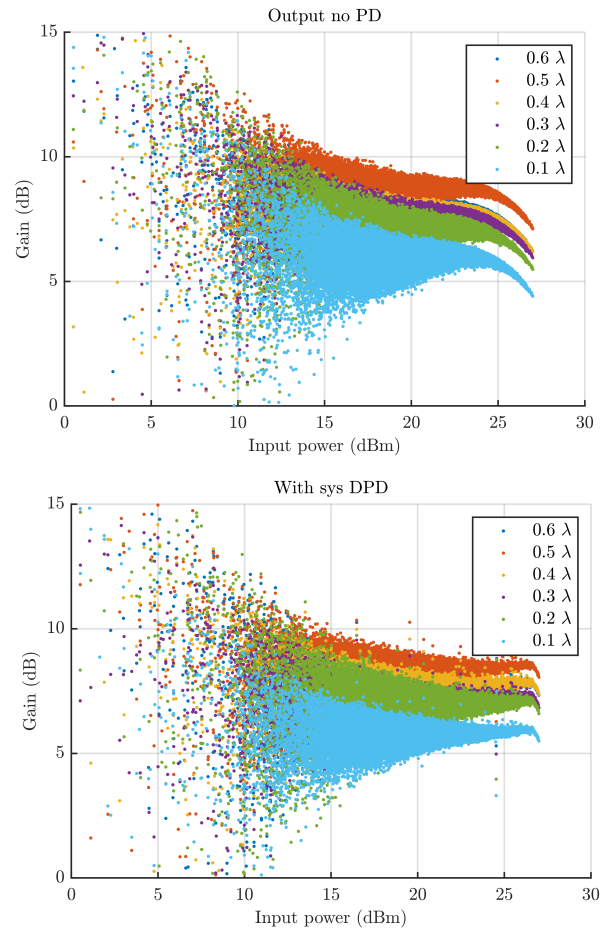 Output no PD
15
10
5
0
Gain (dB)
0.6 λ
0.5 λ
0.4 λ
0.3 λ
0.2 λ
0.1 λ
0 5 10 15 20 25 30
Input power (dBm)
With sys DPD
15
10
5
0
Gain (dB)
0.6 λ
0.5 λ
0.4 λ
0.3 λ
0.2 λ
0.1 λ
0 5 10 15 20 25 30
Input power (dBm)